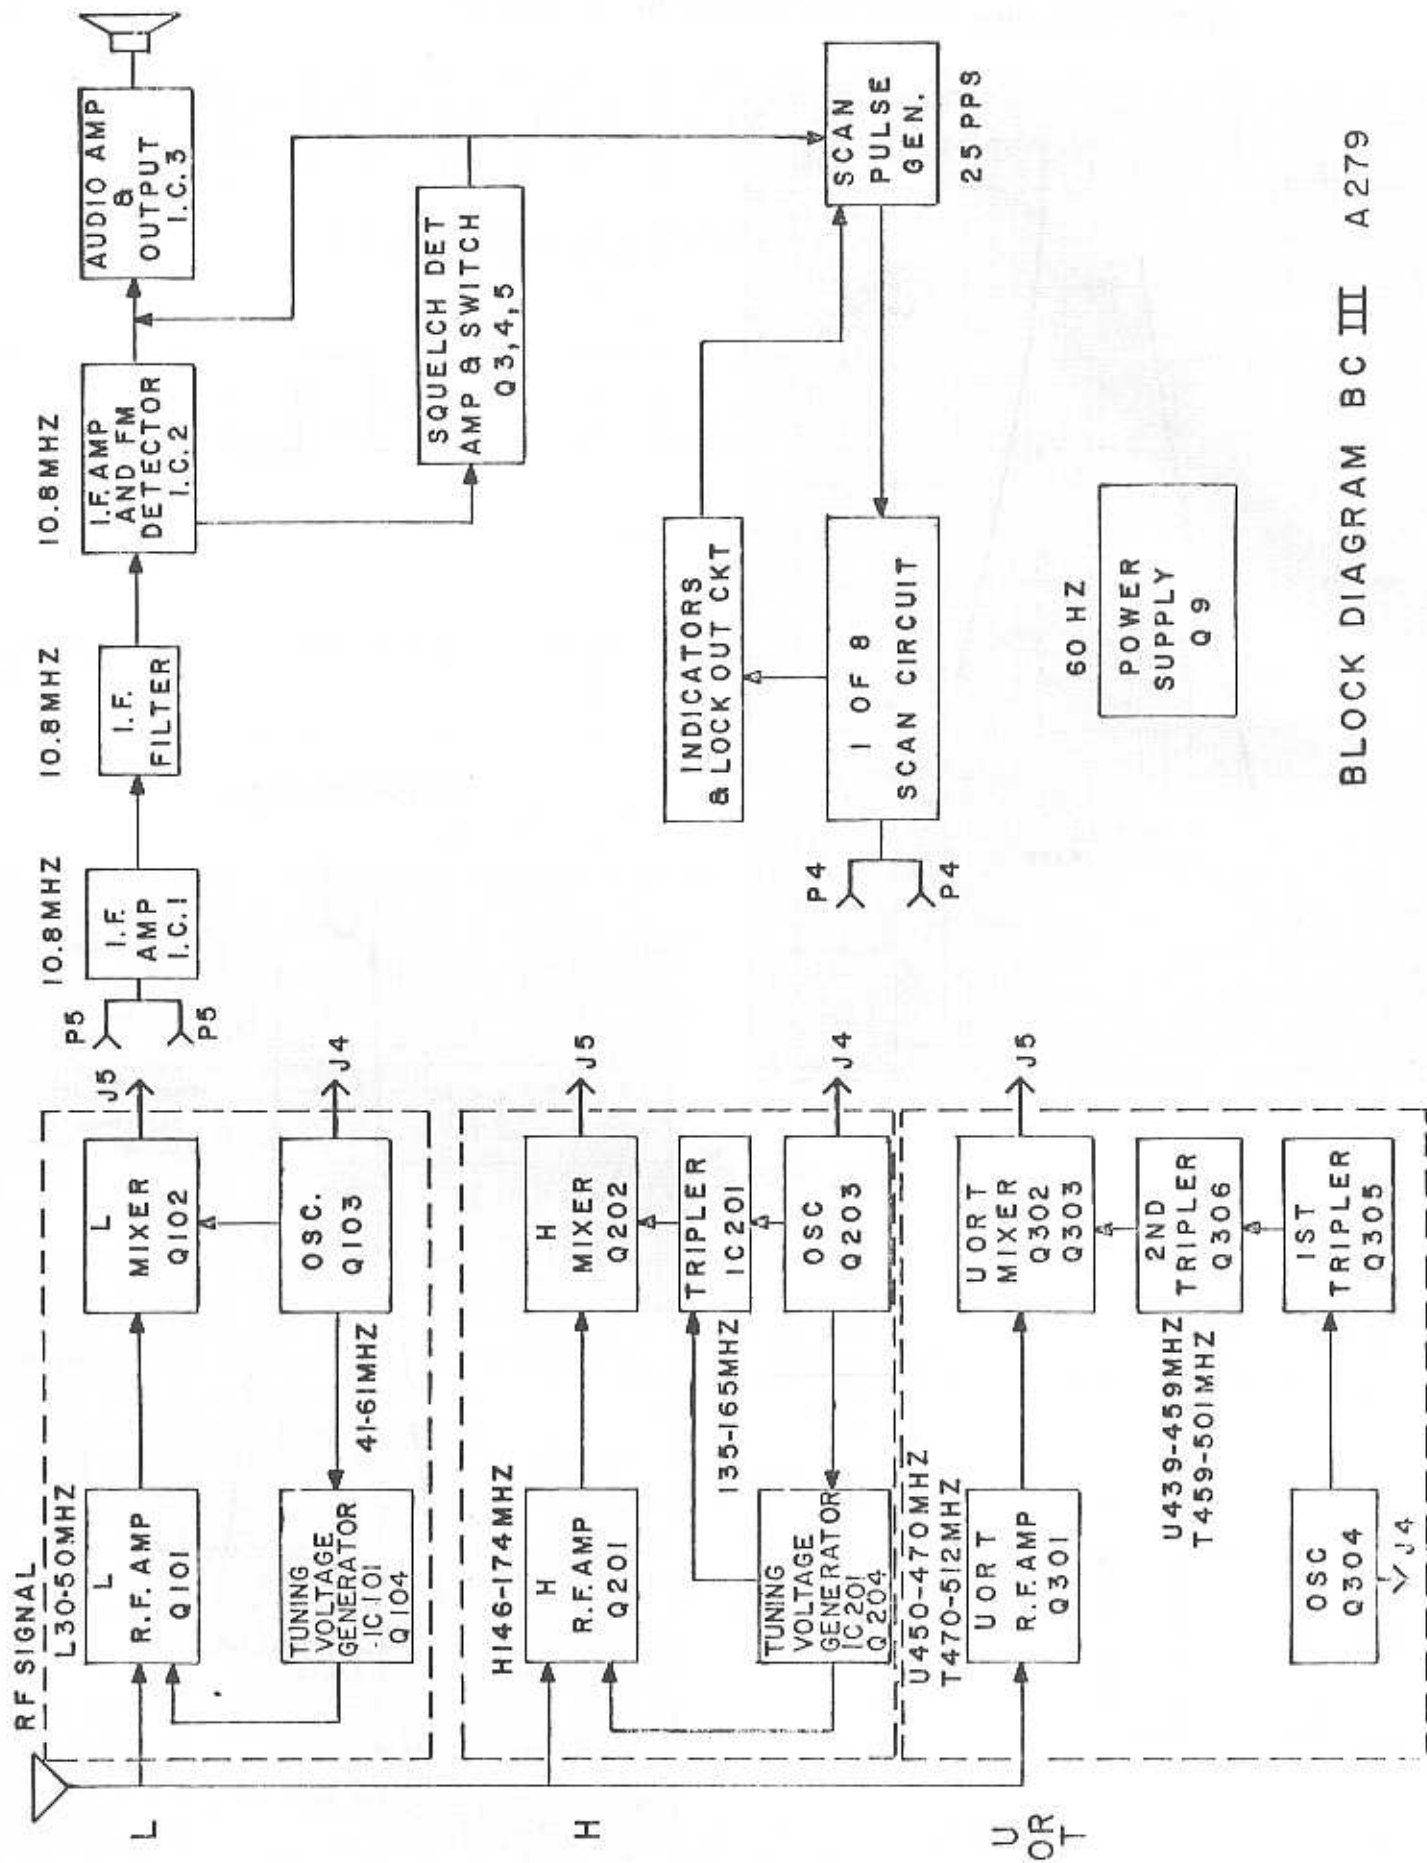 RF SIGNAL
L30-50MHZ
L
R.F. AMP
Q101
L
MIXER
Q102
J5
TUNING
VOLTAGE
GENERATOR
IC101
Q104
41-61MHZ
OSC.
Q103
J4
L
P5
P5
10.8MHZ
I.F.
AMP
I.C.1
10.8MHZ
I.F.
FILTER
10.8MHZ
I.F. AMP
AND FM
DETECTOR
I.C.2
AUDIO AMP
&
OUTPUT
I.C.3
SQUELCH DET
AMP & SWITCH
Q3,4,5
H146-174MHZ
H
R.F. AMP
Q201
H
MIXER
Q202
J5
135-165MHZ
TRIPLER
IC201
TUNING
VOLTAGE
GENERATOR
IC201
Q204
OSC
Q203
J4
H
INDICATORS
& LOCK OUT CKT
P4
P4
1 OF 8
SCAN CIRCUIT
SCAN
PULSE
GEN.
25 PPS
U450-470MHZ
T470-512MHZ
U OR T
R.F. AMP
Q301
U OR T
MIXER
Q302
Q303
J5
U439-459MHZ
T459-501MHZ
2ND
TRIPLER
Q306
OSC
Q304
J4
1ST
TRIPLER
Q305
U
OR
T
60 HZ
POWER
SUPPLY
Q9
BLOCK DIAGRAM BC III A279